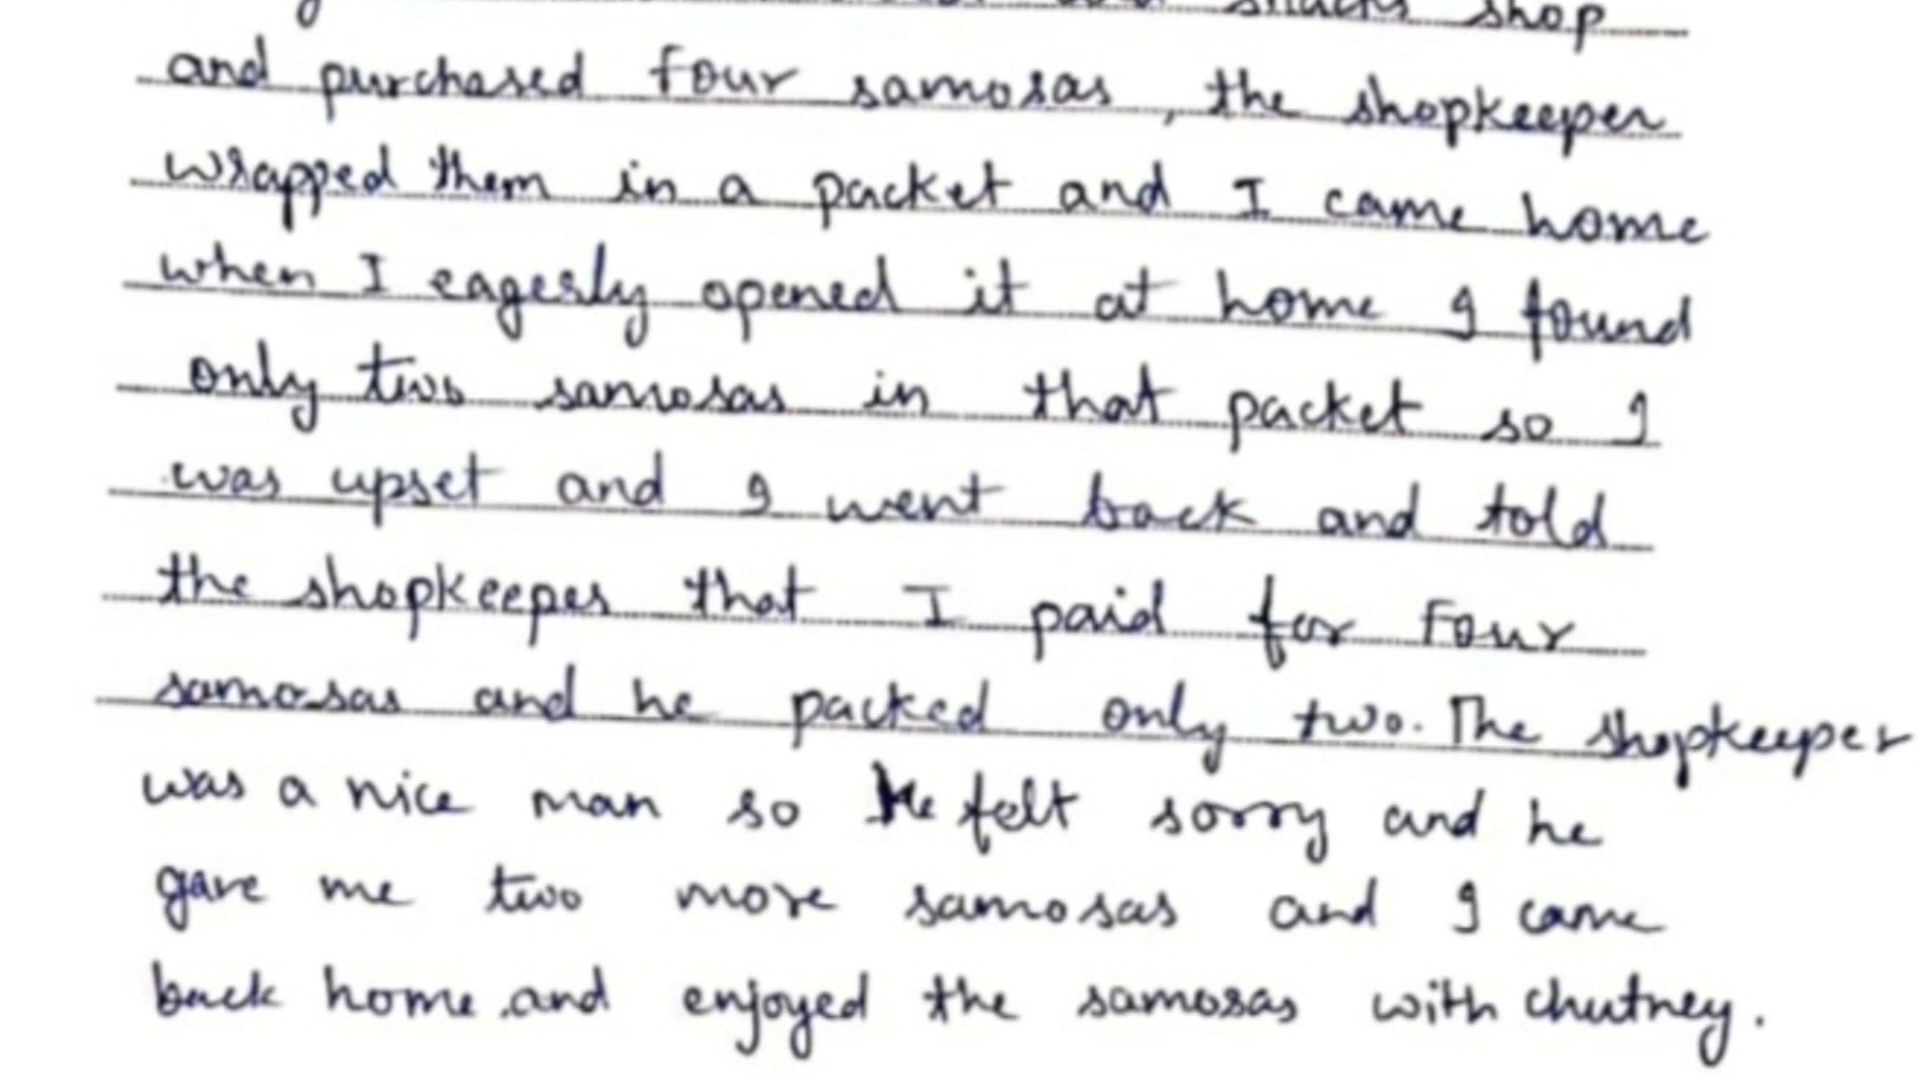 snacks shop
and purchased four samosas, the shopkeeper
wrapped them in a packet and I came home
when I eagerly opened it at home I found
only two samosas in that packet so I
was upset and I went back and told
the shopkeeper that I paid for Four
samosas and he packed only two. The shopkeeper
was a nice man so he felt sorry and he
gave me two more samosas and I came
back home and enjoyed the samosas with chutney.